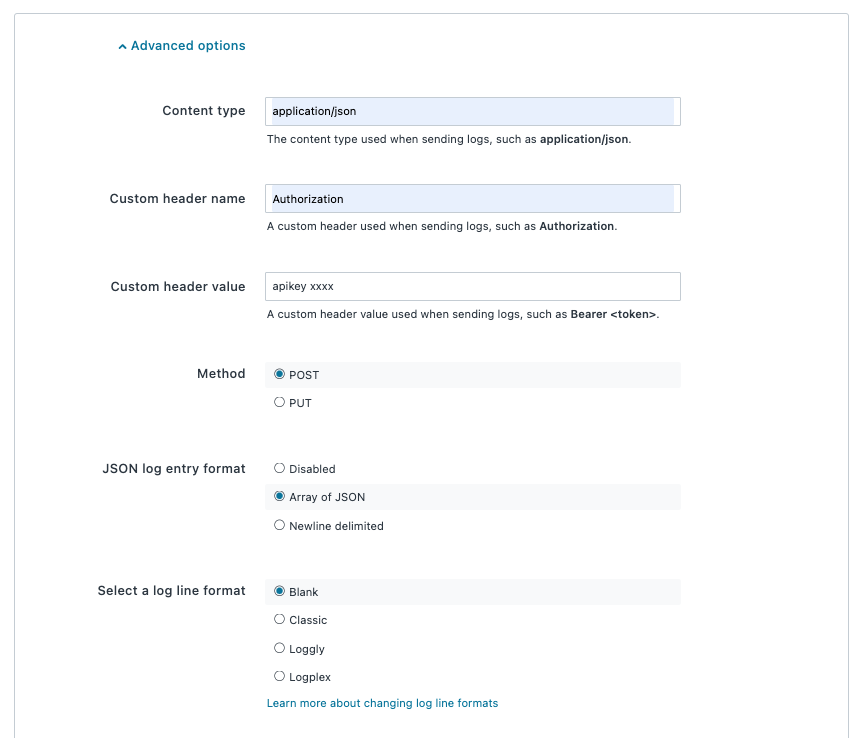 Advanced options
Content type
application/json
The content type used when sending logs, such as application/json.
Custom header name
Authorization
A custom header used when sending logs, such as Authorization.
Custom header value
apikey xxxx
A custom header value used when sending logs, such as Bearer <token>.
Method
POST
PUT
JSON log entry format
Disabled
Array of JSON
Newline delimited
Select a log line format
Blank
Classic
Loggly
Logplex
Learn more about changing log line formats